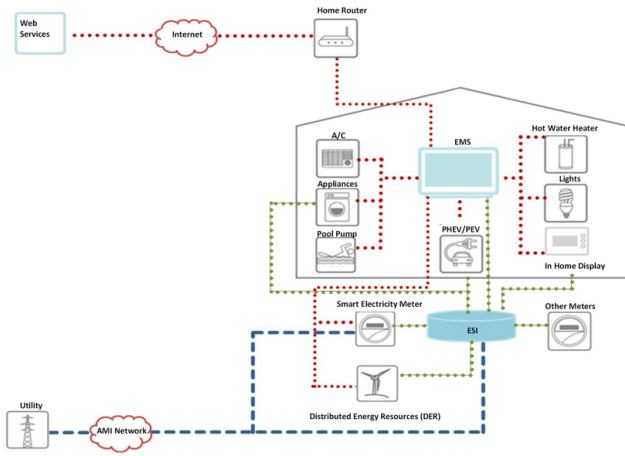 Web
Services
Internet
Home Router
A/C
EMS
Hot Water Heater
Appliances
Lights
Pool Pump
PHEV/PEV
In Home Display
Smart Electricity Meter
ESI
Other Meters
Distributed Energy Resources (DER)
Utility
AMI Network